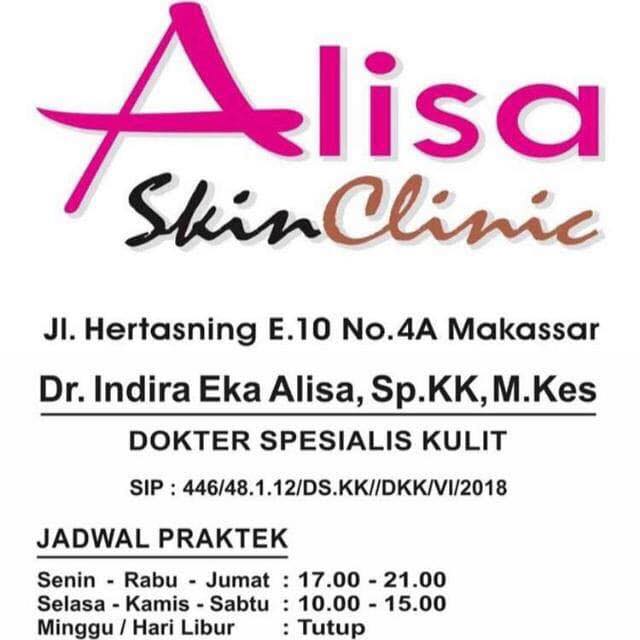 Alisa
SkinClinic
Jl. Hertasning E.10 No.4A Makassar
Dr. Indira Eka Alisa, Sp.KK, M.Kes
DOKTER SPESIALIS KULIT
SIP : 446/48.1.12/DS.KK//DKK/VI/2018
JADWAL PRAKTEK
Senin - Rabu - Jumat : 17.00 - 21.00
Selasa - Kamis - Sabtu : 10.00 - 15.00
Minggu / Hari Libur : Tutup